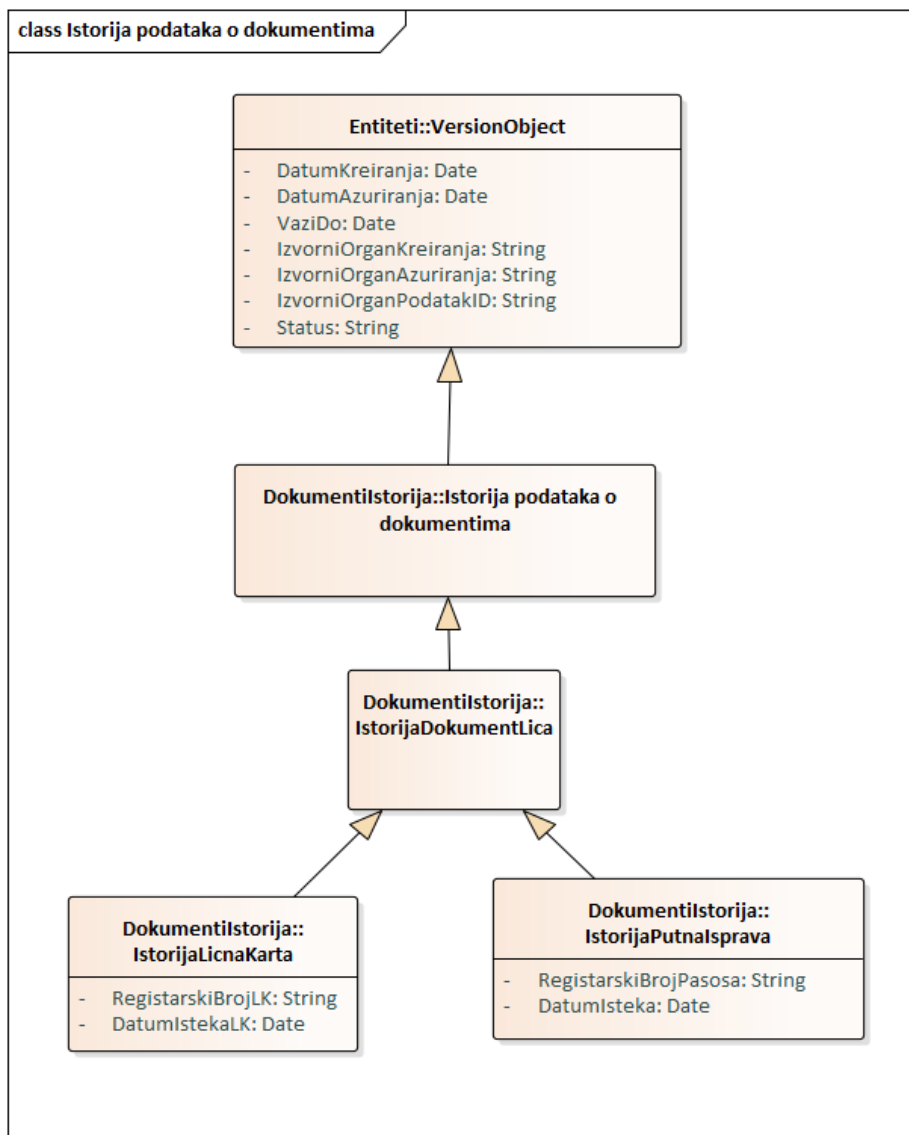 class Istorija podataka o dokumentima
Entiteti::VersionObject
- DatumKreiranja: Date
- DatumAzuriranja: Date
- VaziDo: Date
- IzvorniOrganKreiranja: String
- IzvorniOrganAzuriranja: String
- IzvorniOrganPodatakID: String
- Status: String
DokumentiIstorija::Istorija podataka o
dokumentima
DokumentiIstorija::
IstorijaDokumentLica
DokumentiIstorija::
IstorijaLicnaKarta
- RegistarskiBrojLK: String
- DatumIstekaLK: Date
DokumentiIstorija::
IstorijaPutnaIsprava
- RegistarskiBrojPasosa: String
- DatumIsteka: Date